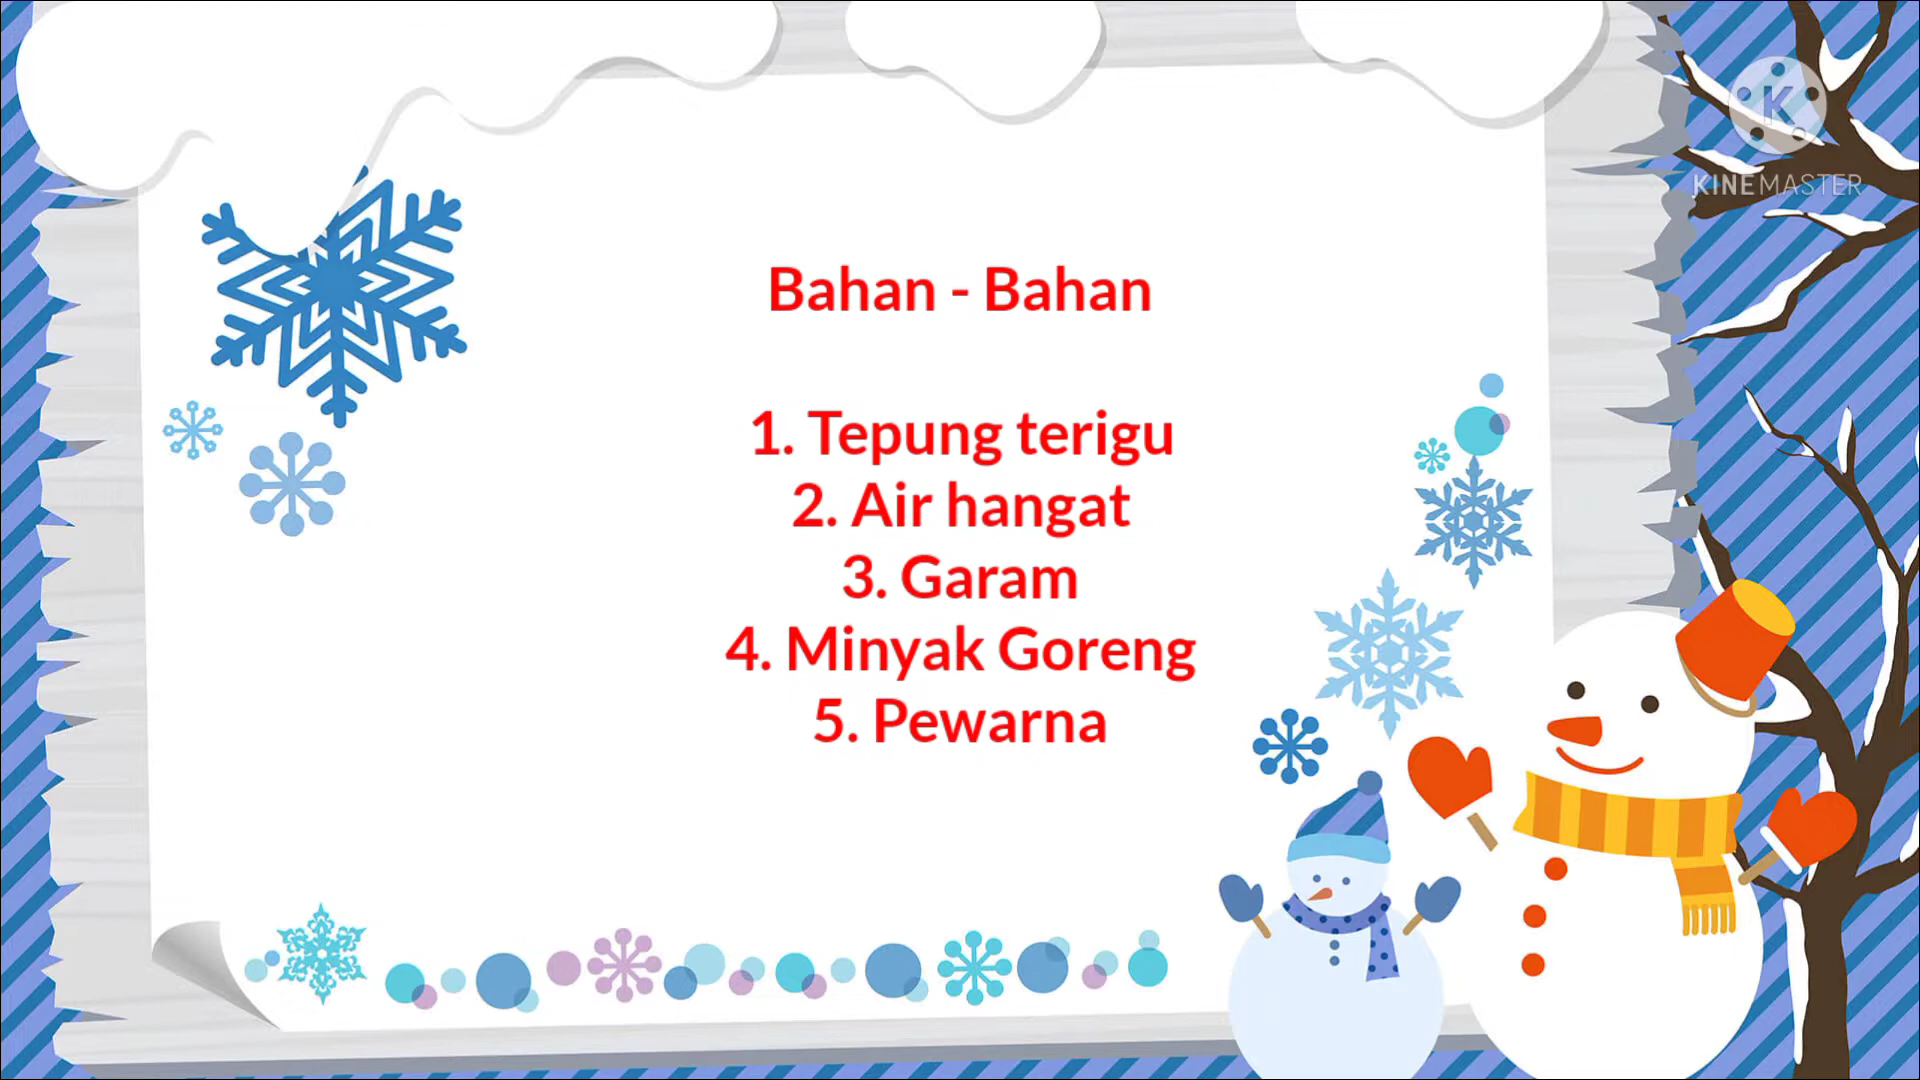 KINEMASTER
Bahan - Bahan
1. Tepung terigu
2. Air hangat
3. Garam
4. Minyak Goreng
5. Pewarna